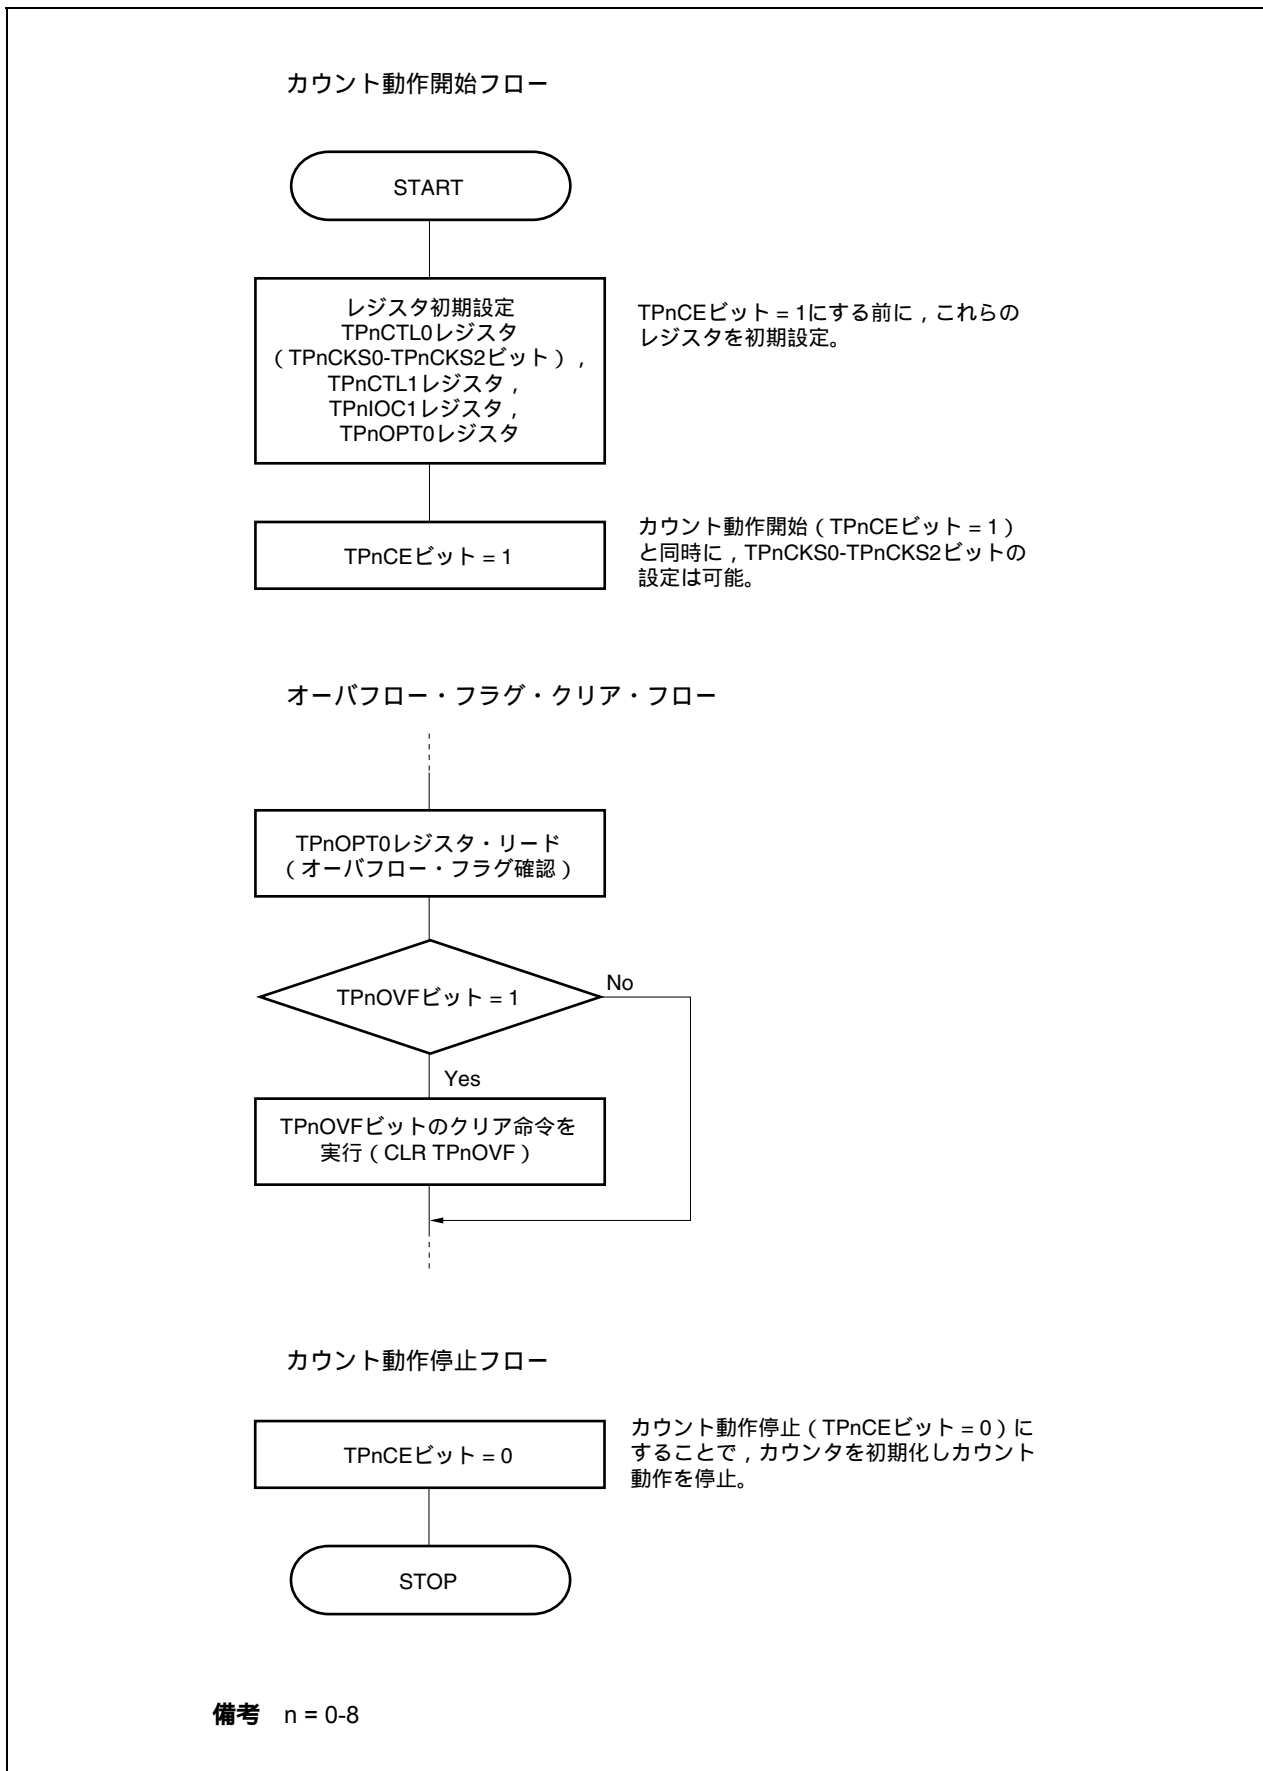 カウント動作開始フロー
START
レジスタ初期設定
TPnCTL0レジスタ
（TPnCKS0-TPnCKS2ビット），
TPnCTL1レジスタ，
TPnIOC1レジスタ，
TPnOPT0レジスタ
TPnCEビット = 1にする前に，これらの
レジスタを初期設定。
TPnCEビット = 1
カウント動作開始（TPnCEビット = 1）
と同時に，TPnCKS0-TPnCKS2ビットの
設定は可能。
オーバフロー・フラグ・クリア・フロー
TPnOPT0レジスタ・リード
（オーバフロー・フラグ確認）
TPnOVFビット = 1
No
Yes
TPnOVFビットのクリア命令を
実行（CLR TPnOVF）
カウント動作停止フロー
TPnCEビット = 0
カウント動作停止（TPnCEビット = 0）に
することで，カウンタを初期化しカウント
動作を停止。
STOP
備考 n = 0-8